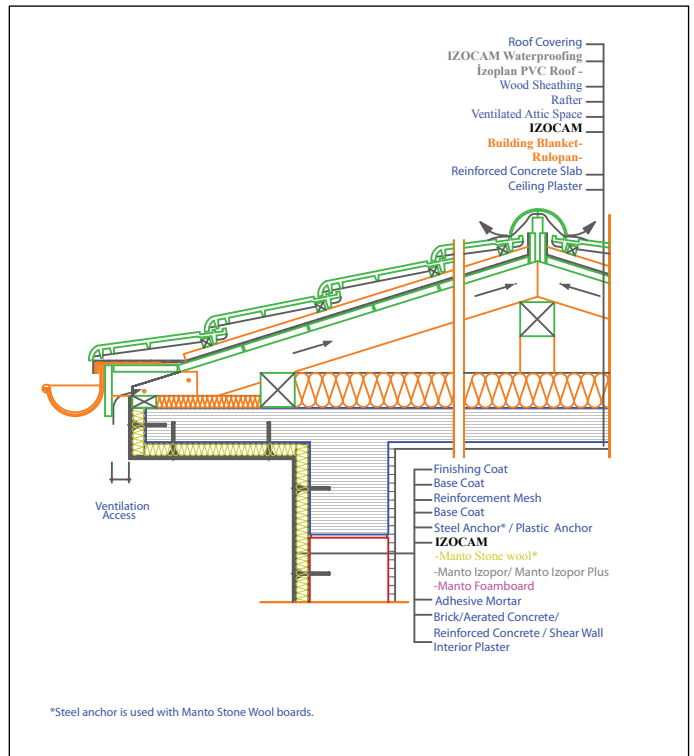 Roof Covering
IZOCAM Waterproofing
İzoplan PVC Roof -
Wood Sheathing
Rafter
Ventilated Attic Space
IZOCAM
Building Blanket-
Rulopan-
Reinforced Concrete Slab
Ceiling Plaster
Ventilation
Access
Finishing Coat
Base Coat
Reinforcement Mesh
Base Coat
Steel Anchor* / Plastic Anchor
IZOCAM
-Manto Stone wool*
-Manto Izopor/ Manto Izopor Plus
-Manto Foamboard
Adhesive Mortar
Brick/Aerated Concrete/
Reinforced Concrete / Shear Wall
Interior Plaster
*Steel anchor is used with Manto Stone Wool boards.